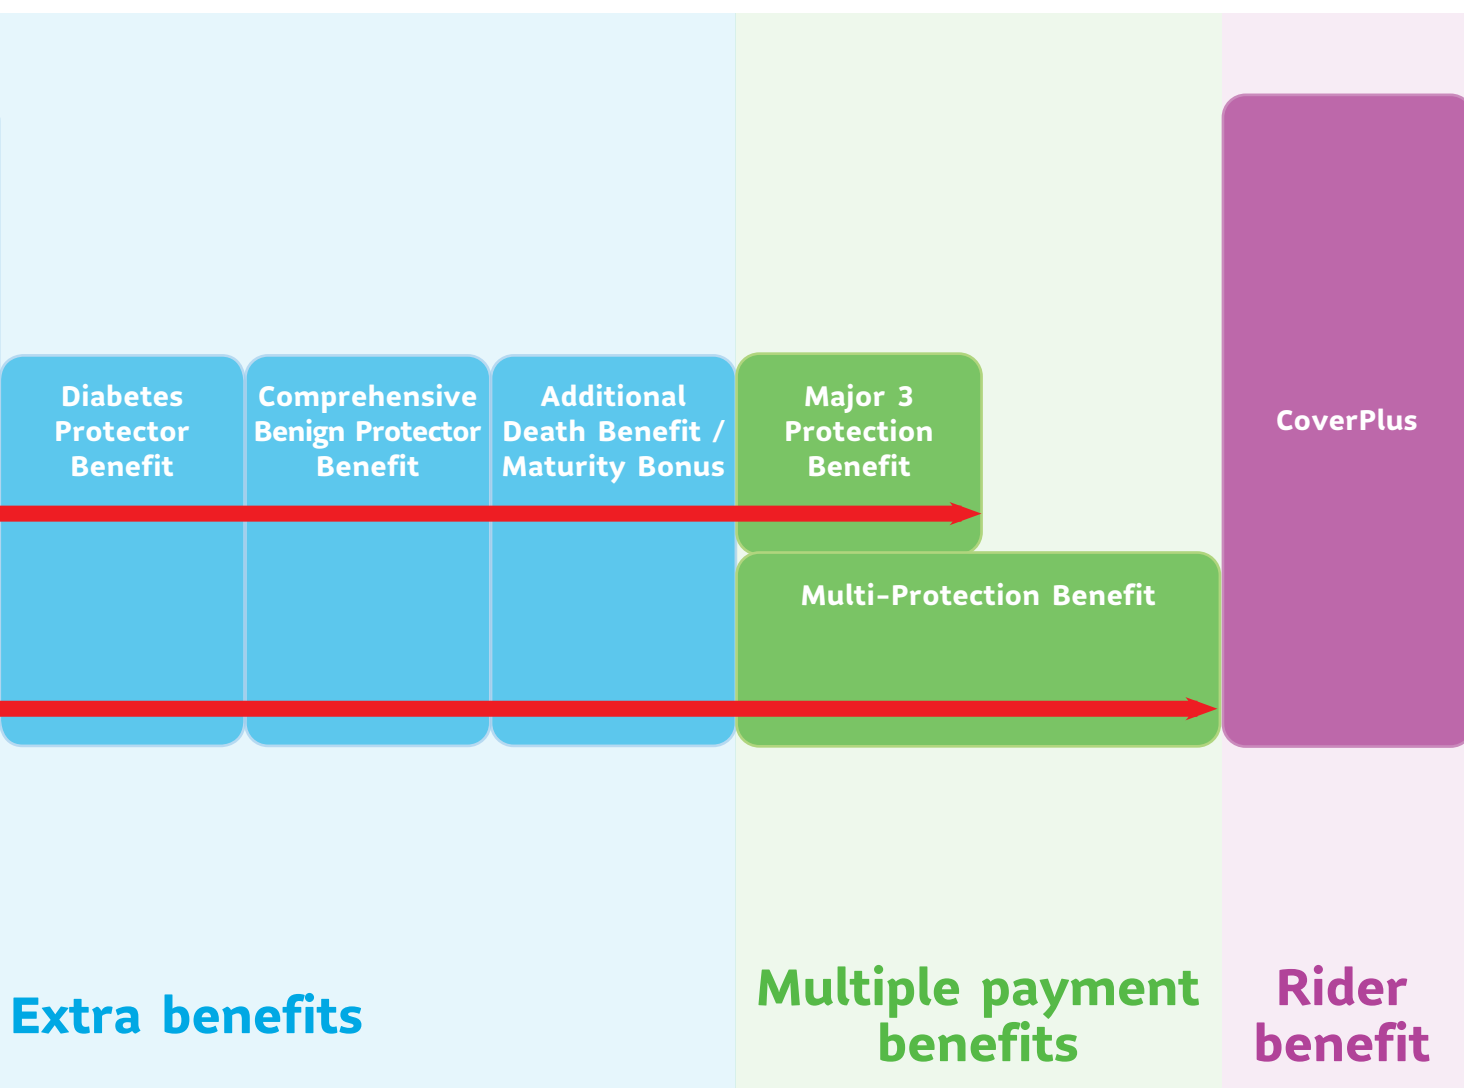 Diabetes
Protector
Benefit
Comprehensive
Benign Protector
Benefit
Additional
Death Benefit /
Maturity Bonus
Major 3
Protection
Benefit
CoverPlus
Multi-Protection Benefit
Extra benefits
Multiple payment
benefits
Rider
benefit